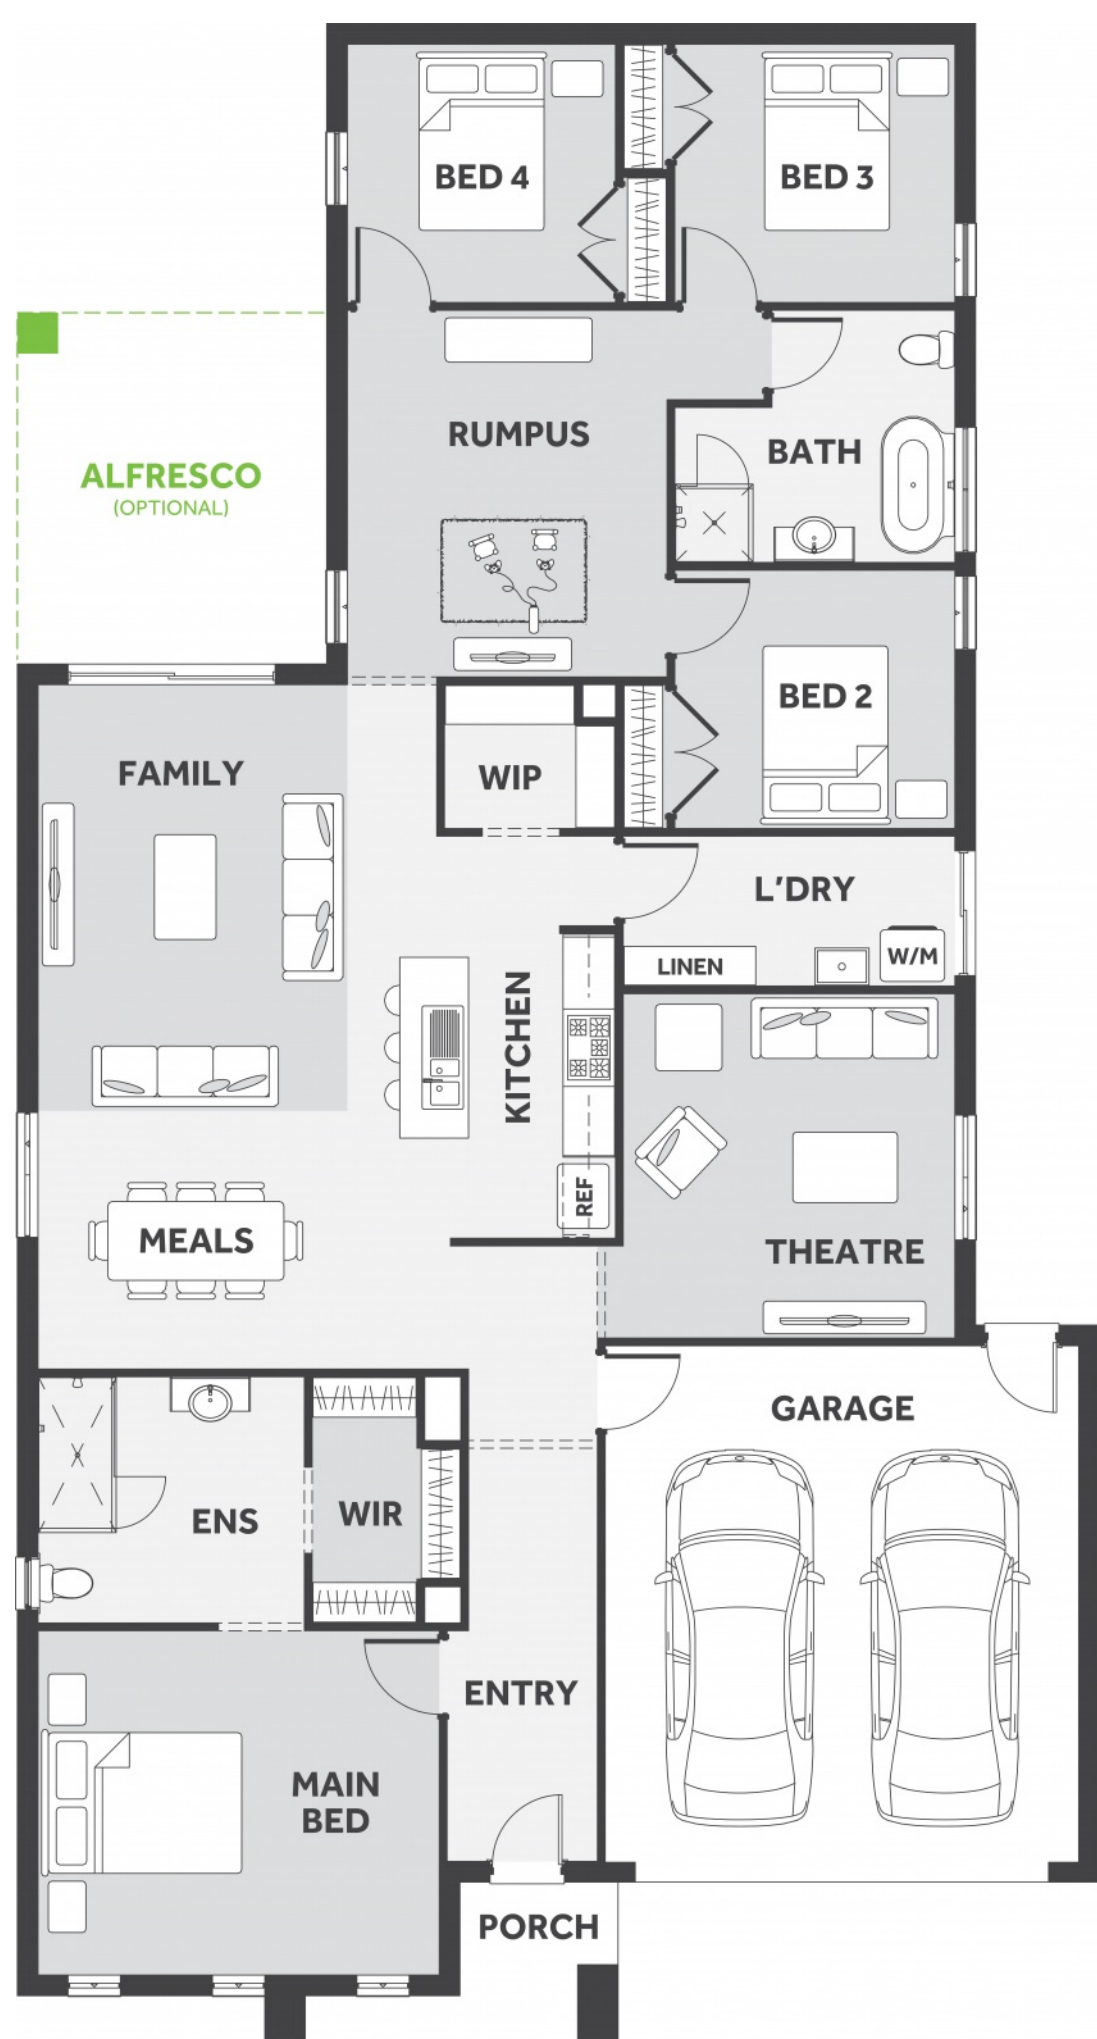 BED 4
BED 3
RUMPUS
BATH
ALFRESCO
(OPTIONAL)
BED 2
FAMILY
WIP
L'DRY
LINEN
W/M
KITCHEN
REF
MEALS
THEATRE
GARAGE
ENS
WIR
ENTRY
MAIN
BED
PORCH